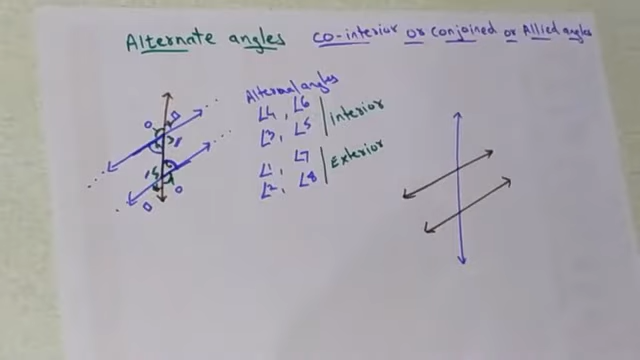 Alternate angles
co-interior or conjoined or Allied angles
Alternal angles
∠4, ∠6
∠3, ∠5
Interior
∠1, ∠7
∠2, ∠8
Exterior